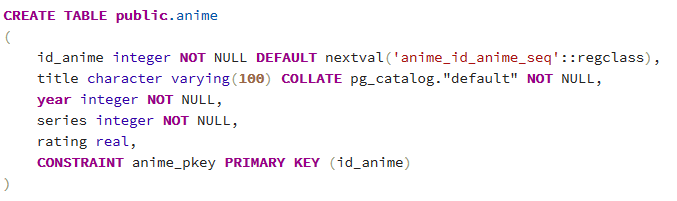 CREATE TABLE public.anime
(
    id_anime integer NOT NULL DEFAULT nextval('anime_id_anime_seq'::regclass),
    title character varying(100) COLLATE pg_catalog."default" NOT NULL,
    year integer NOT NULL,
    series integer NOT NULL,
    rating real,
    CONSTRAINT anime_pkey PRIMARY KEY (id_anime)
)